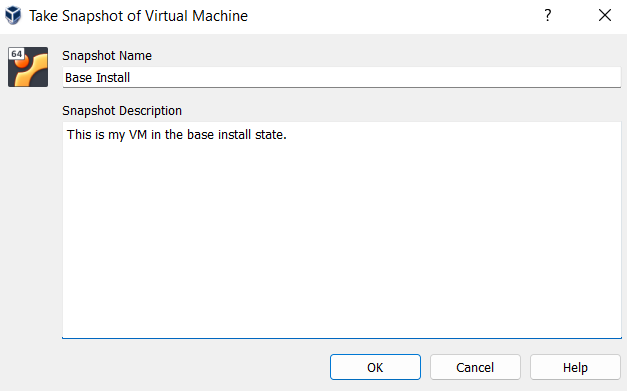 Take Snapshot of Virtual Machine
?
64
Snapshot Name
Base Install
Snapshot Description
This is my VM in the base install state.
OK Cancel Help